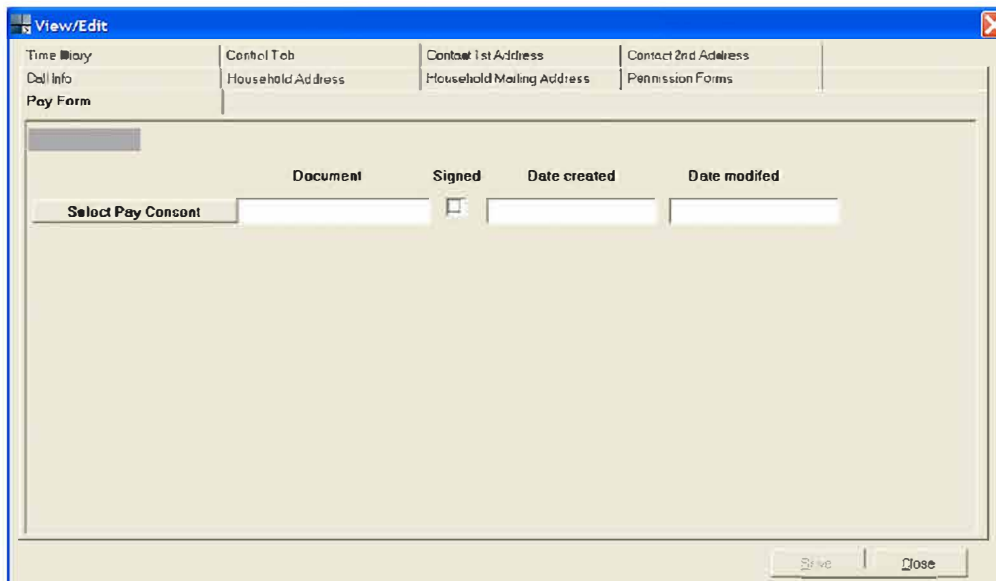 View/Edit
Time Diary Control Tab Contact 1st Address Contact 2nd Address
Call Info Household Address Household Mailing Address Permission Forms
Pay Form
Document Signed Date created Date modifed
Select Pay Consent
Save Close